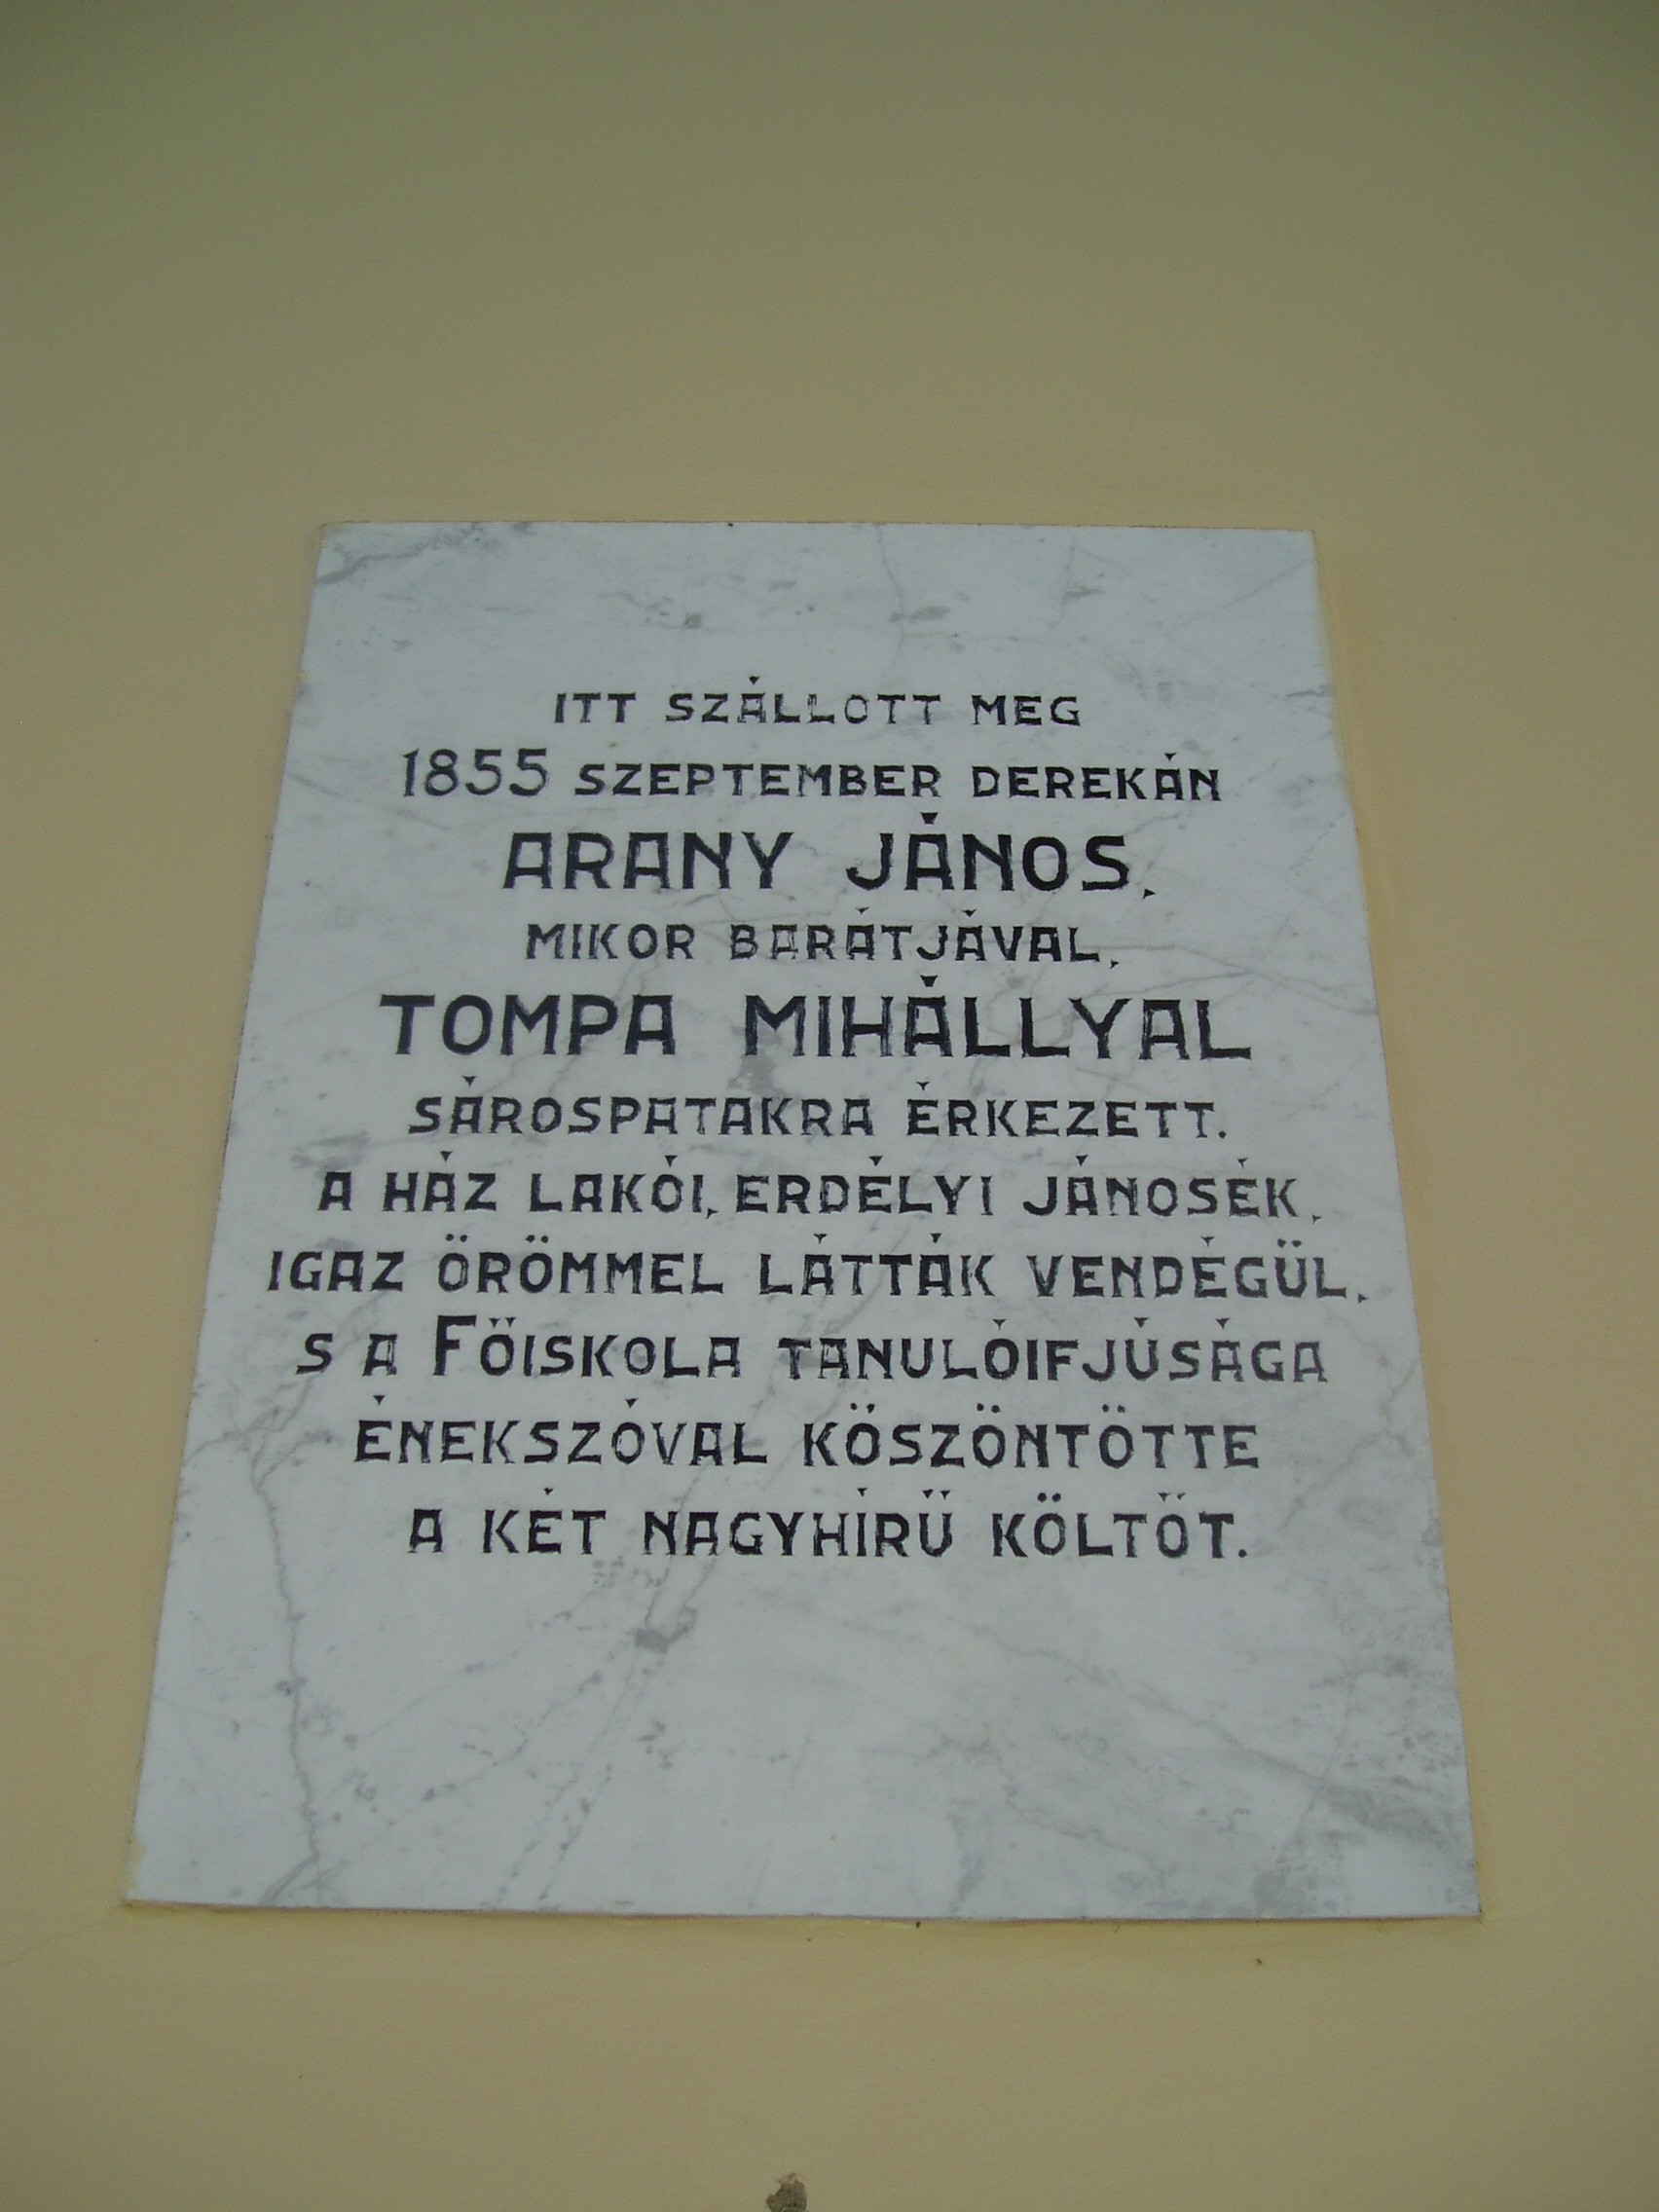 ITT SZÁLLOTT MEG
1855 SZEPTEMBER DEREKÁN
ARANY JÁNOS,
MIKOR BARÁTJÁVAL,
TOMPA MIHÁLLYAL
SÁROSPATAKRA ÉRKEZETT.
A HÁZ LAKÓI, ERDÉLYI JÁNOSÉK,
IGAZ ÖRÖMMEL LÁTTÁK VENDÉGÜL,
S A FŐISKOLA TANULÓIFJÚSÁGA
ÉNEKSZÓVAL KÖSZÖNTÖTTE
A KÉT NAGYHÍRŰ KÖLTŐT.